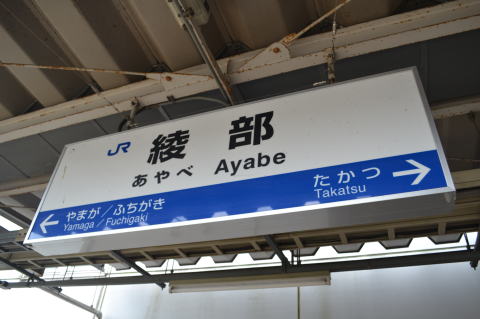 JR 綾部
あやべ Ayabe
たかつ →
Takatsu
← やまが／ふちがき
Yamaga / Fuchigaki